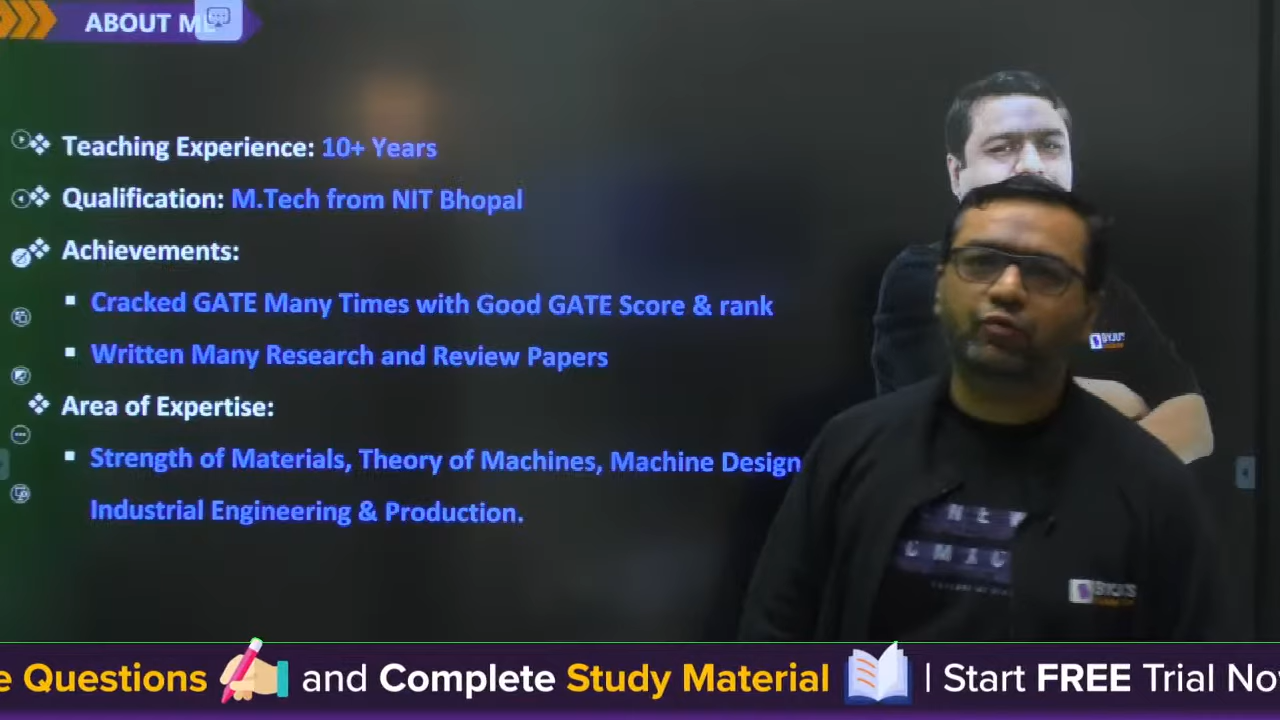 ABOUT
Teaching Experience: 10+ Years
Qualification: M.Tech from NIT Bhopal
Achievements:
Cracked GATE Many Times with Good GATE Score & rank
Written Many Research and Review Papers
Area of Expertise:
Strength of Materials, Theory of Machines, Machine Design
Industrial Engineering & Production.
BYJU'S
Questions and Complete Study Material | Start FREE Trial